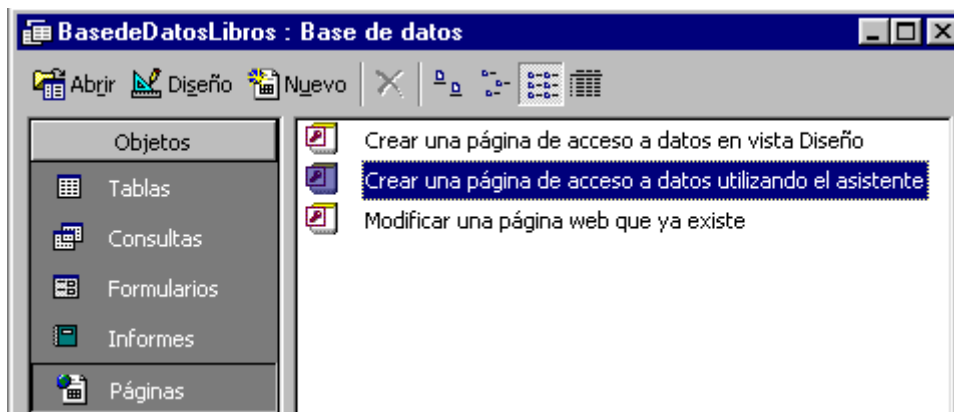 BasedeDatosLibros : Base de datos
Abrir Diseño Nuevo
Objetos
Tablas
Consultas
Formularios
Informes
Páginas
Crear una página de acceso a datos en vista Diseño
Crear una página de acceso a datos utilizando el asistente
Modificar una página web que ya existe